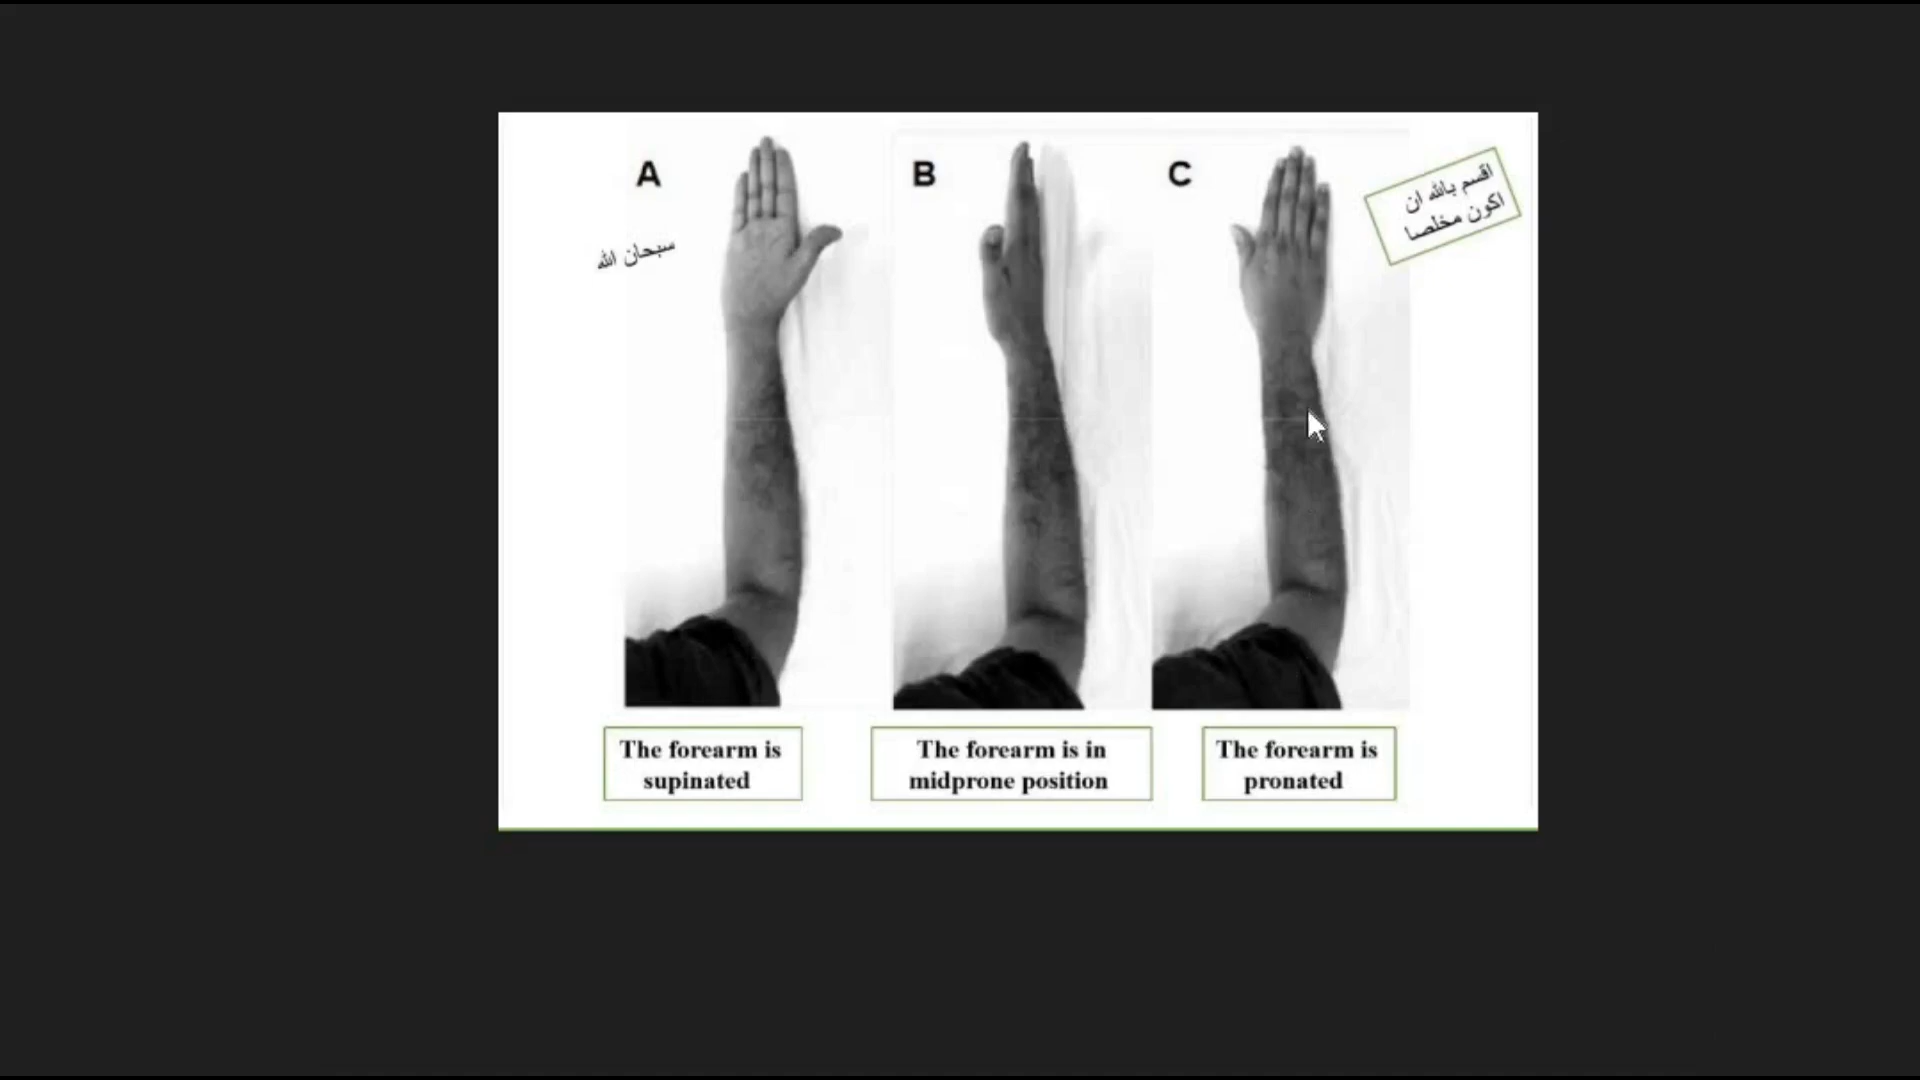 A
B
C
سبحان الله
اقسم بالله ان
اكون مخلصا
The forearm is
supinated
The forearm is in
midprone position
The forearm is
pronated